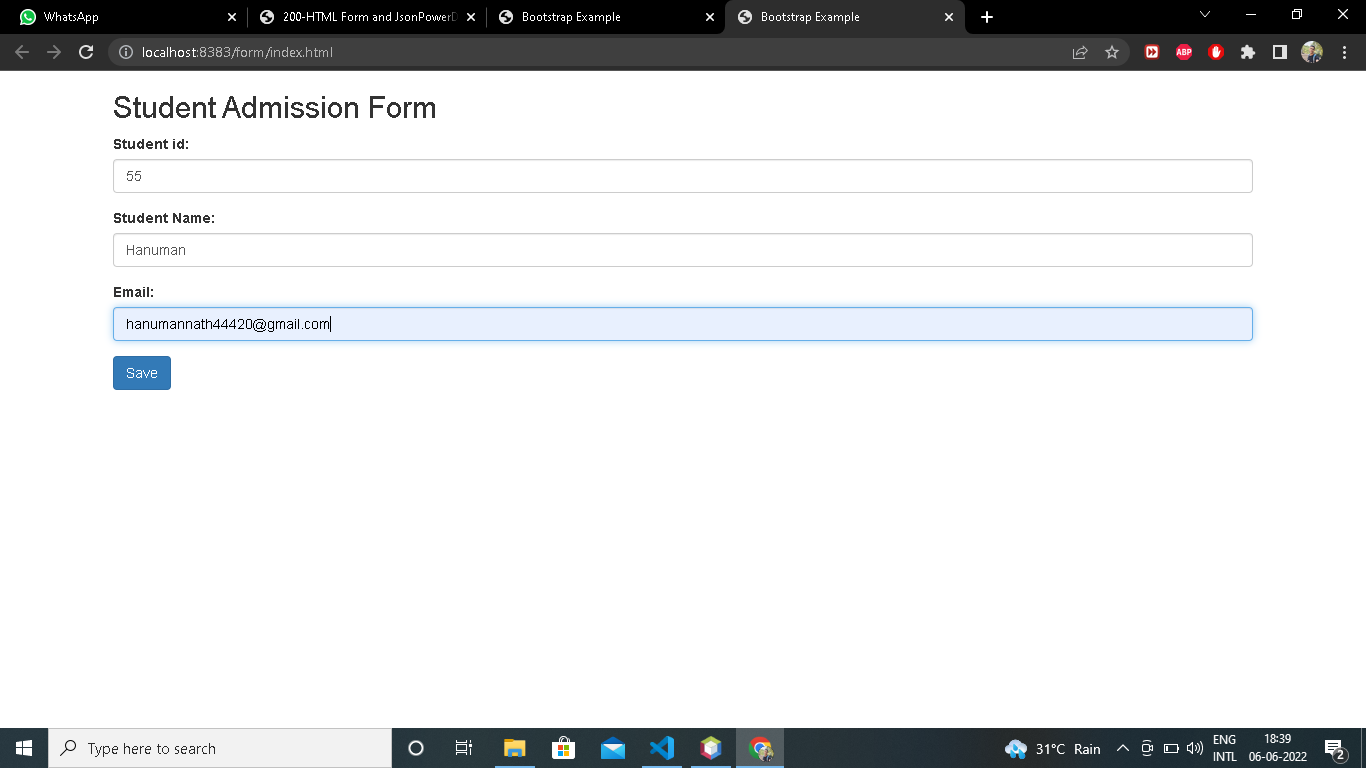 WhatsApp
200-HTML Form and JsonPowerD
Bootstrap Example
Bootstrap Example
localhost:8383/form/index.html
ABP
Student Admission Form
Student id:
55
Student Name:
Hanuman
Email:
hanumannath44420@gmail.com
Save
Type here to search
31°C Rain
ENG
INTL
18:39
06-06-2022
2